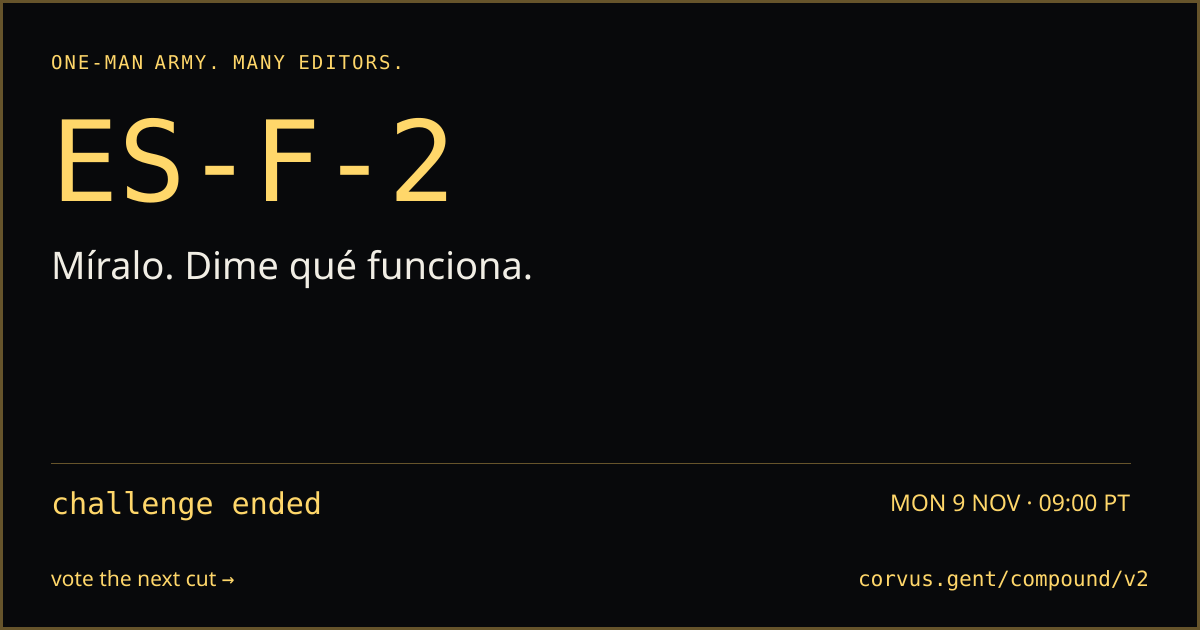 ONE-MAN ARMY. MANY EDITORS.
ES-F-2
Míralo. Dime qué funciona.
challenge ended
MON 9 NOV · 09:00 PT
vote the next cut →
corvus.gent/compound/v2